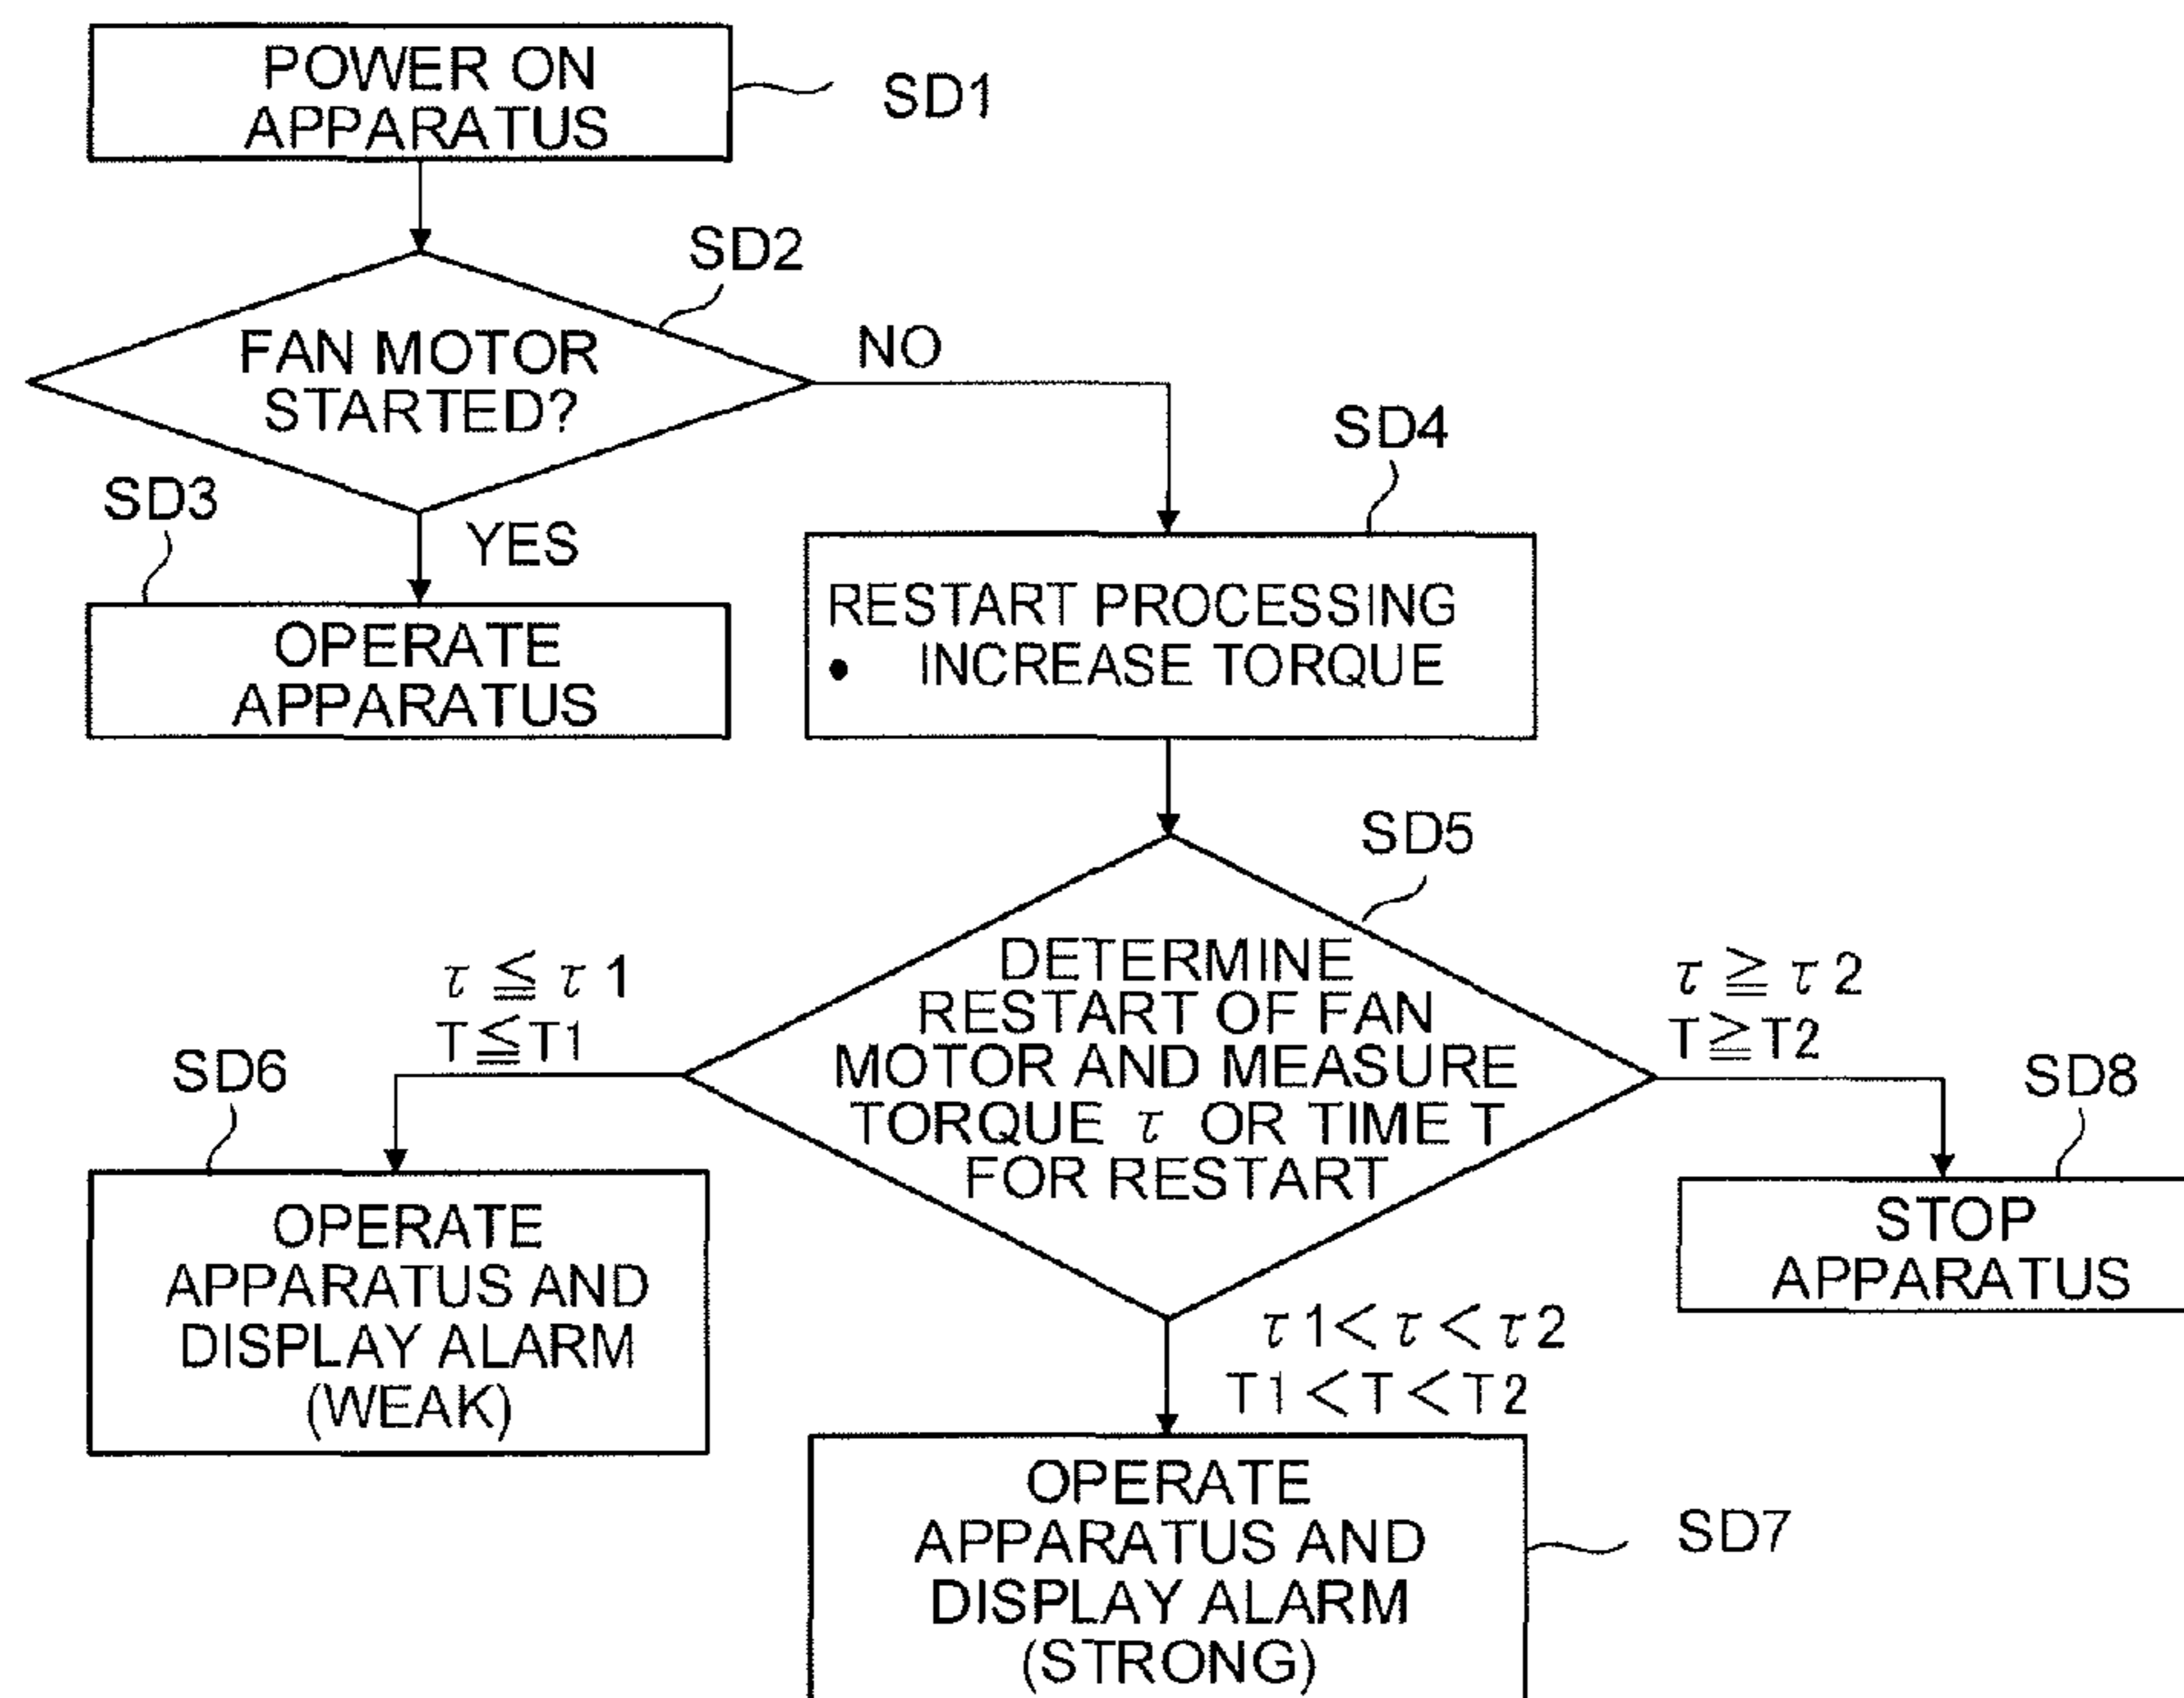 POWER ON
APPARATUS
SD1
SD2
FAN MOTOR
STARTED?
NO
YES
SD3
OPERATE
APPARATUS
SD4
RESTART PROCESSING
• INCREASE TORQUE
SD5
DETERMINE
RESTART OF FAN
MOTOR AND MEASURE
TORQUE τ OR TIME T
FOR RESTART
τ ≦ τ 1
T≦T1
SD6
OPERATE
APPARATUS AND
DISPLAY ALARM
(WEAK)
τ ≧ τ 2
T≧T2
SD8
STOP
APPARATUS
τ 1< τ < τ 2
T1<T<T2
SD7
OPERATE
APPARATUS AND
DISPLAY ALARM
(STRONG)